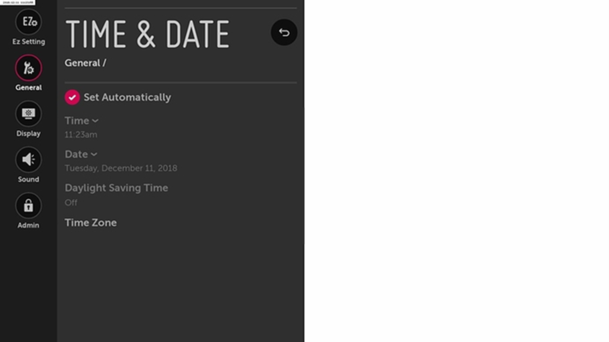 EZ
Ez Setting
General
Display
Sound
Admin
TIME & DATE
General /
Set Automatically
Time
11:23am
Date
Tuesday, December 11, 2018
Daylight Saving Time
Off
Time Zone